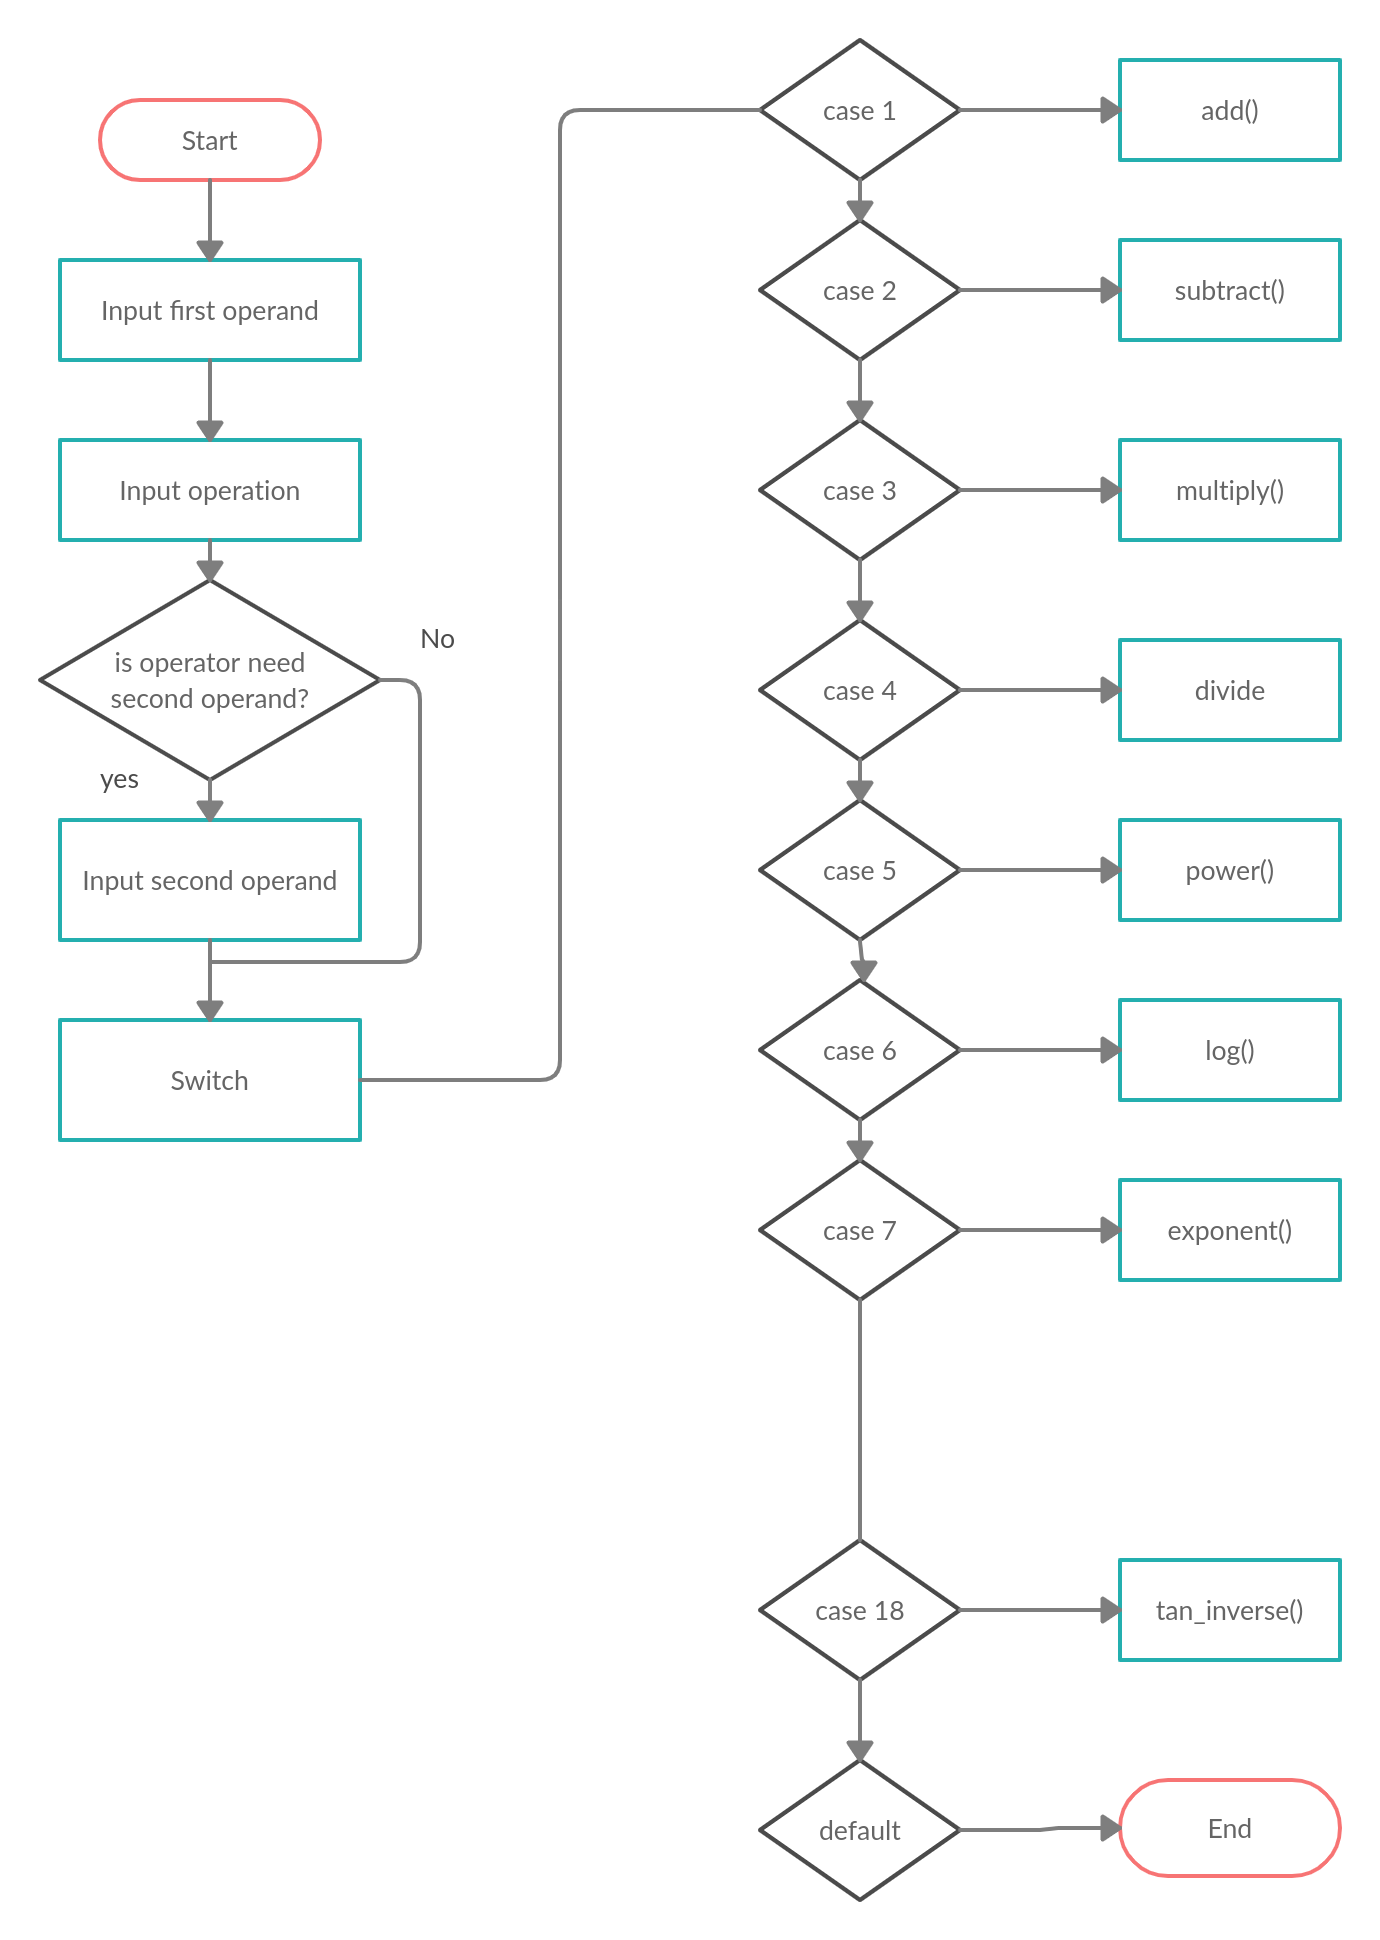 Start
Input first operand
Input operation
is operator need
second operand?
No
yes
Input second operand
Switch
case 1
add()
case 2
subtract()
case 3
multiply()
case 4
divide
case 5
power()
case 6
log()
case 7
exponent()
case 18
tan_inverse()
default
End